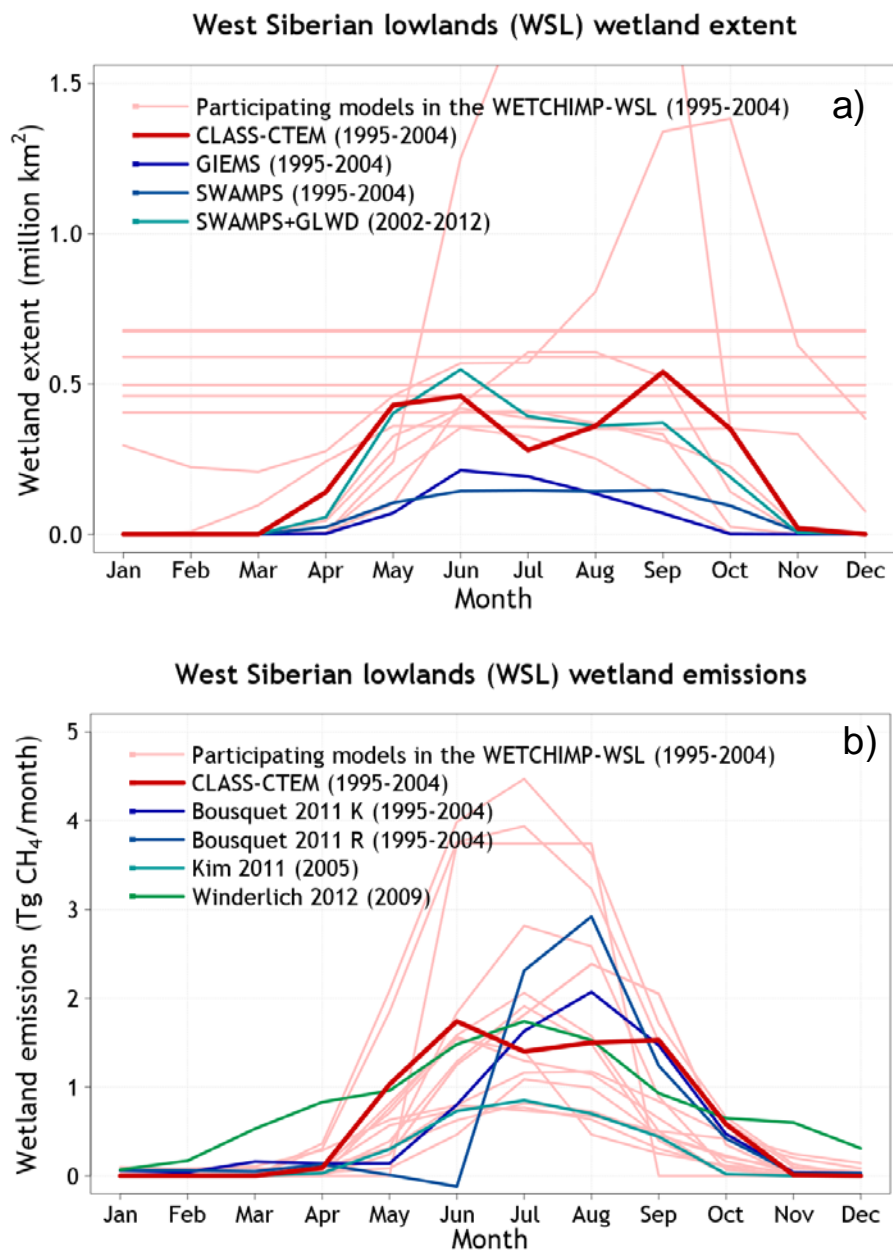 West Siberian lowlands (WSL) wetland extent
a)
Wetland extent (million km²)
1.5
1.0
0.5
0.0
Participating models in the WETCHIMP-WSL (1995-2004)
CLASS-CTEM (1995-2004)
GIEMS (1995-2004)
SWAMPS (1995-2004)
SWAMPS+GLWD (2002-2012)
Jan Feb Mar Apr May Jun Jul Aug Sep Oct Nov Dec
Month
West Siberian lowlands (WSL) wetland emissions
b)
Wetland emissions (Tg CH₄/month)
5
4
3
2
1
0
Participating models in the WETCHIMP-WSL (1995-2004)
CLASS-CTEM (1995-2004)
Bousquet 2011 K (1995-2004)
Bousquet 2011 R (1995-2004)
Kim 2011 (2005)
Winderlich 2012 (2009)
Jan Feb Mar Apr May Jun Jul Aug Sep Oct Nov Dec
Month